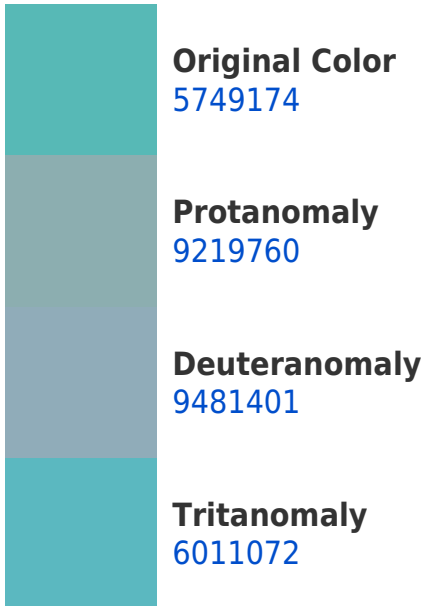 Original Color
5749174
Protanomaly
9219760
Deuteranomaly
9481401
Tritanomaly
6011072